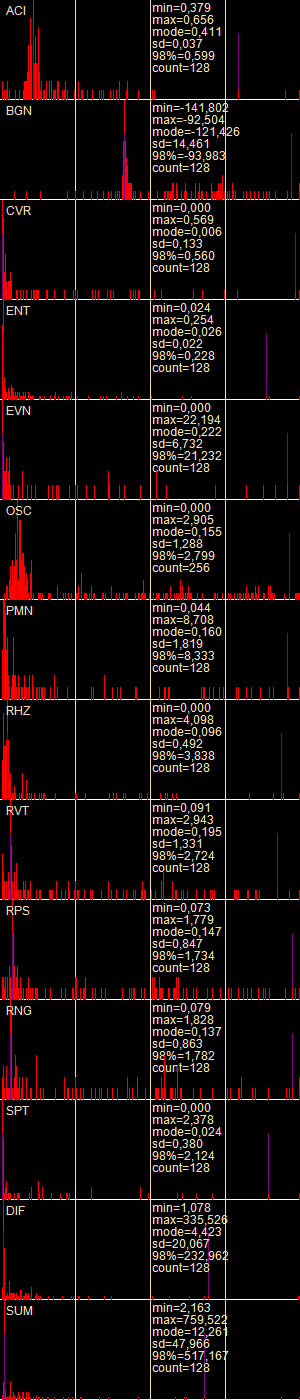 ACI
min=0,379
max=0,656
mode=0,411
sd=0,037
98%=0,599
count=128
BGN
min=-141,802
max=-92,504
mode=-121,426
sd=14,461
98%=-93,983
count=128
CVR
min=0,000
max=0,569
mode=0,006
sd=0,133
98%=0,560
count=128
ENT
min=0,024
max=0,254
mode=0,026
sd=0,022
98%=0,228
count=128
EVN
min=0,000
max=22,194
mode=0,222
sd=6,732
98%=21,232
count=128
OSC
min=0,000
max=2,905
mode=0,155
sd=1,288
98%=2,799
count=256
PMN
min=0,044
max=8,708
mode=0,160
sd=1,819
98%=8,333
count=128
RHZ
min=0,000
max=4,098
mode=0,096
sd=0,492
98%=3,838
count=128
RVT
min=0,091
max=2,943
mode=0,195
sd=1,331
98%=2,724
count=128
RPS
min=0,073
max=1,779
mode=0,147
sd=0,847
98%=1,734
count=128
RNG
min=0,079
max=1,828
mode=0,137
sd=0,863
98%=1,782
count=128
SPT
min=0,000
max=2,378
mode=0,024
sd=0,380
98%=2,124
count=128
DIF
min=1,078
max=335,526
mode=4,423
sd=20,067
98%=232,962
count=128
SUM
min=2,163
max=759,522
mode=12,261
sd=47,966
98%=517,167
count=128